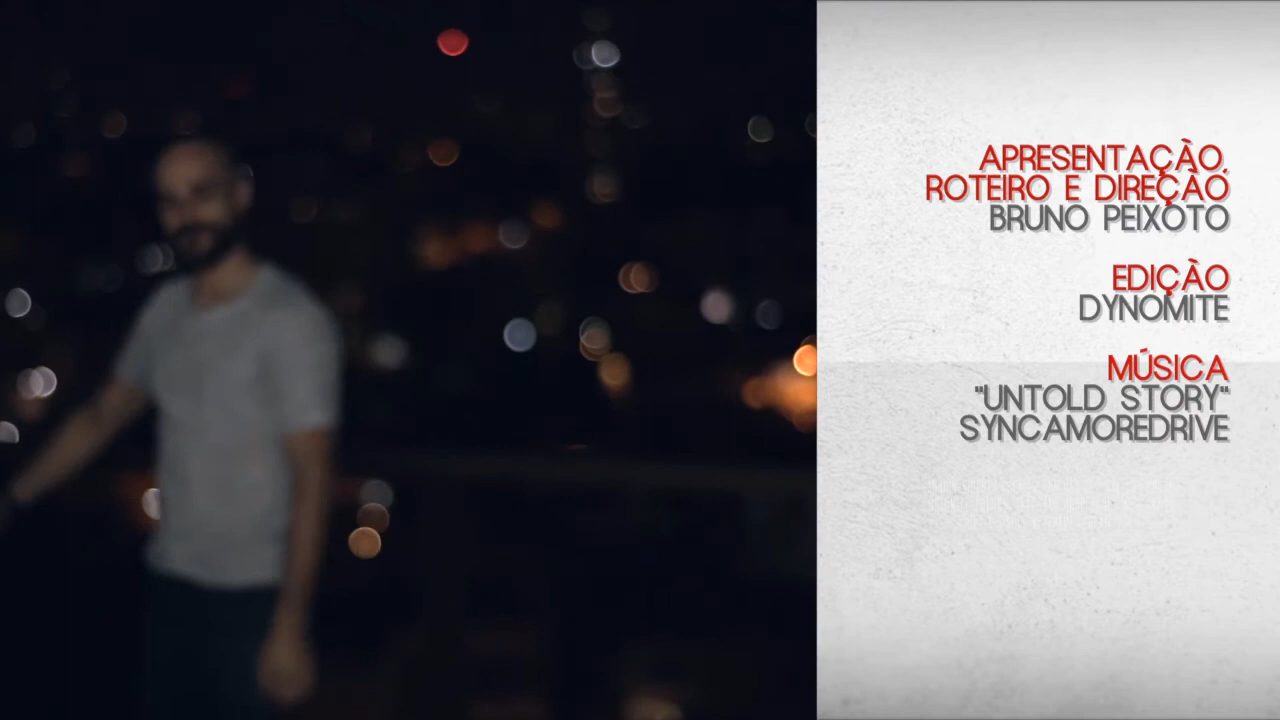 APRESENTAÇÃO,
ROTEIRO E DIREÇÃO
BRUNO PEIXOTO
EDIÇÃO
DYNOMITE
MÚSICA
"UNTOLD STORY"
SYNCAMOREDRIVE